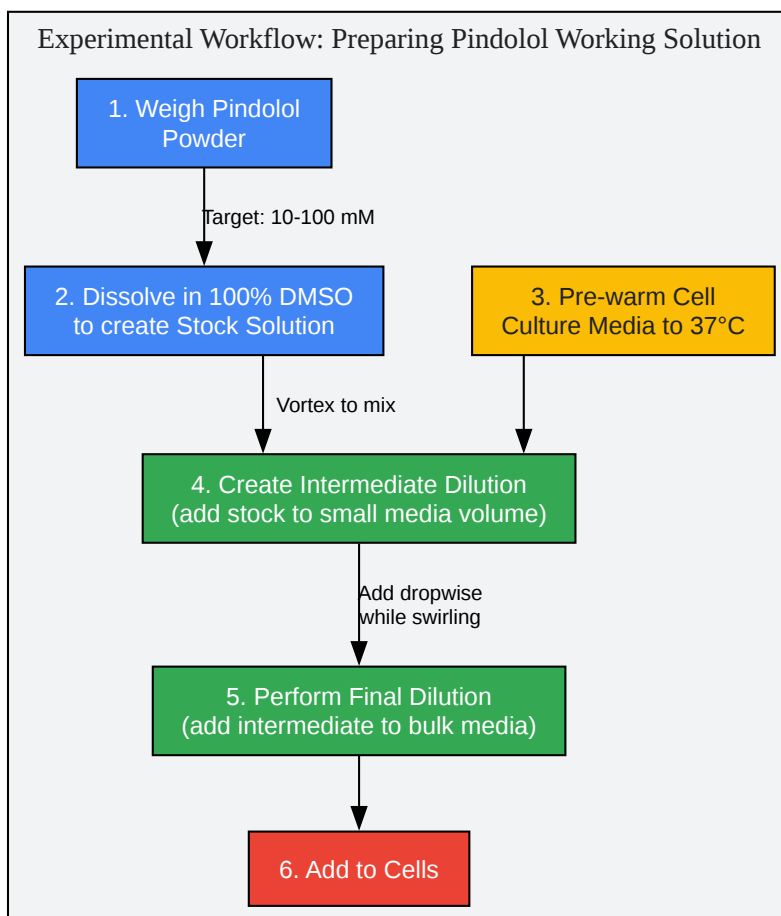 Experimental Workflow: Preparing Pindolol Working Solution
1. Weigh Pindolol
Powder
Target: 10-100 mM
2. Dissolve in 100% DMSO
to create Stock Solution
3. Pre-warm Cell
Culture Media to 37°C
Vortex to mix
4. Create Intermediate Dilution
(add stock to small media volume)
Add dropwise
while swirling
5. Perform Final Dilution
(add intermediate to bulk media)
6. Add to Cells